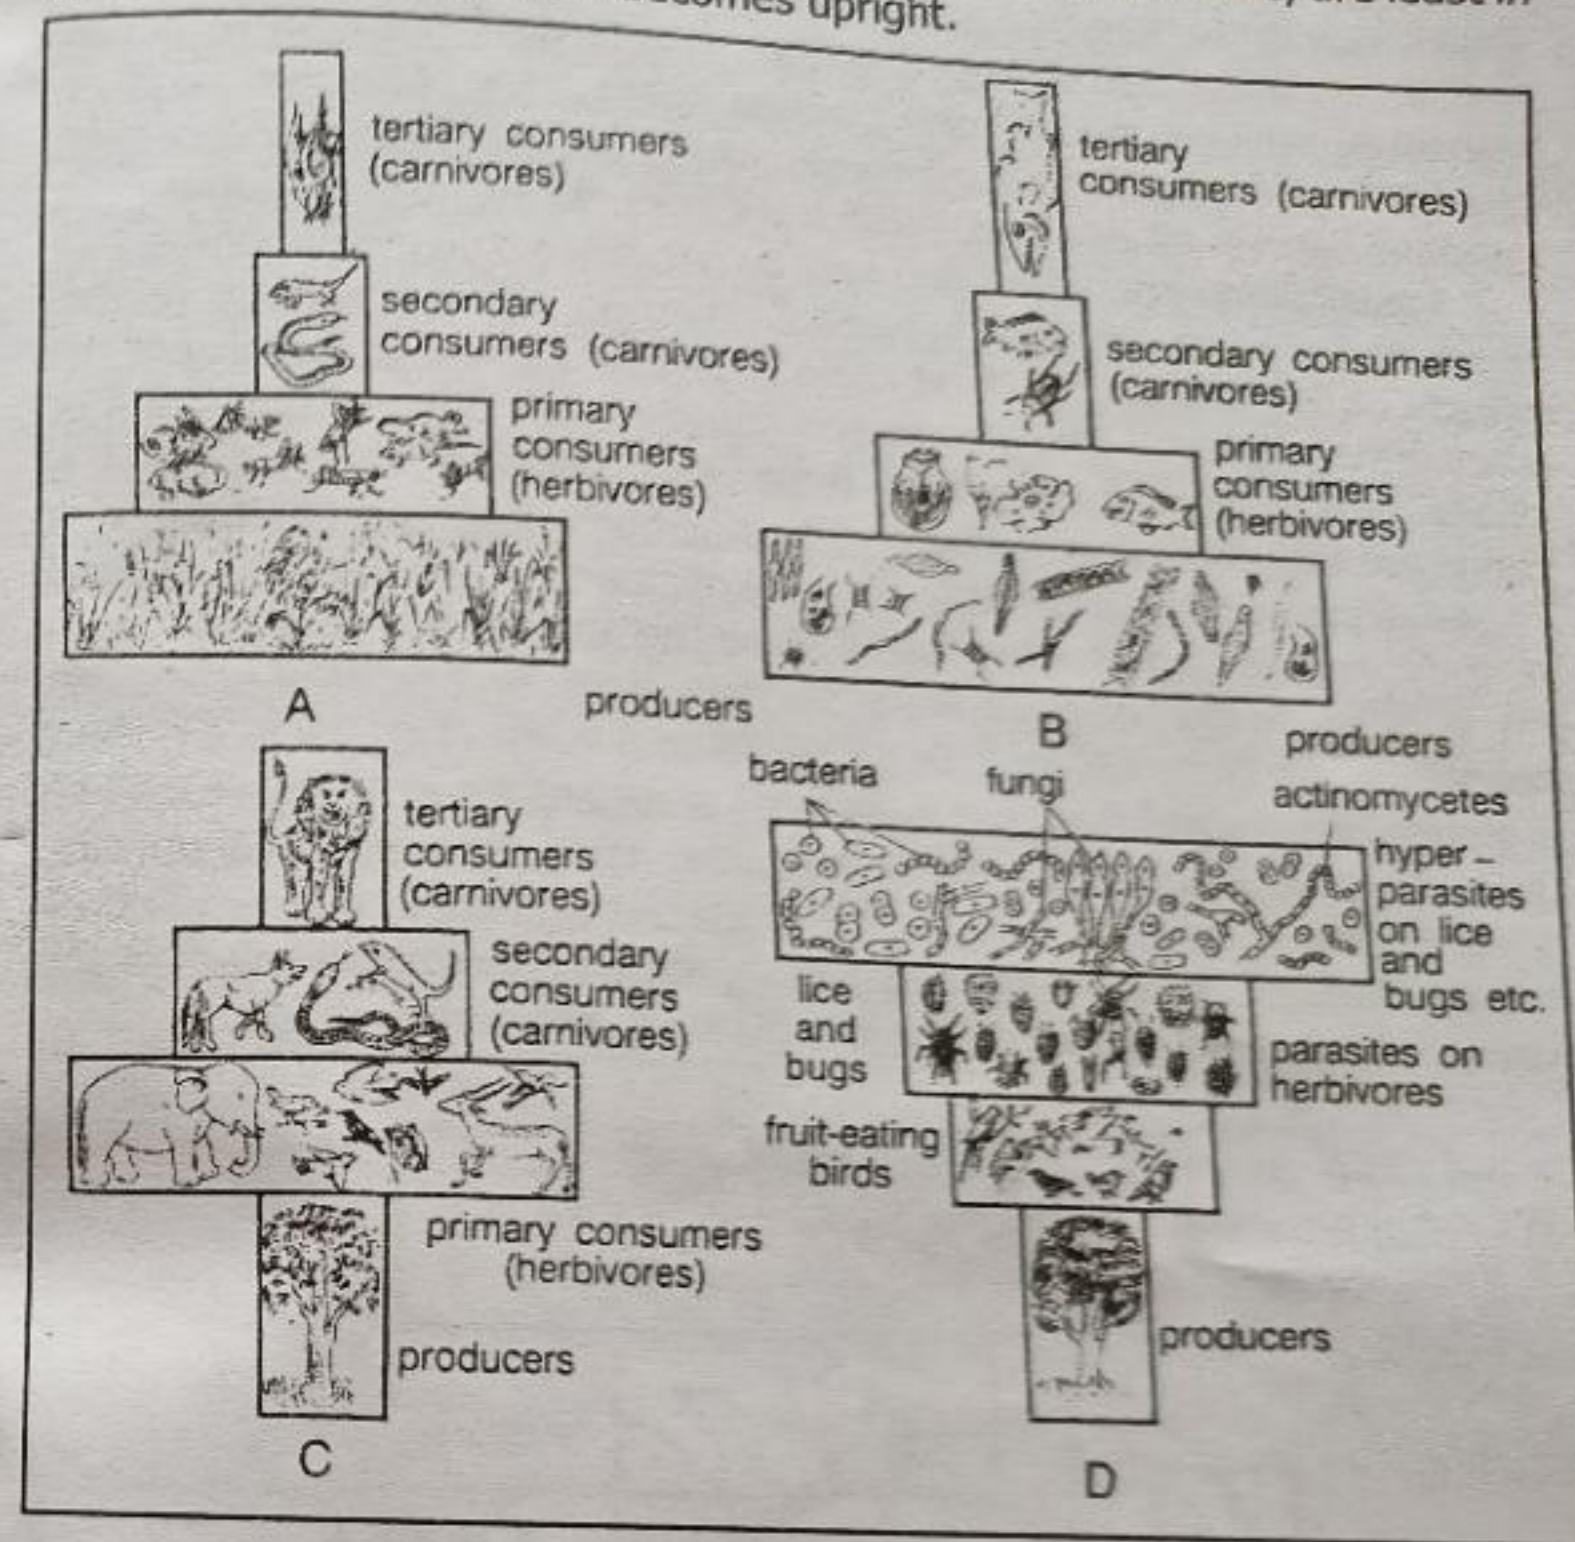 upright.
tertiary consumers
(carnivores)
secondary
consumers (carnivores)
primary
consumers
(herbivores)
A
producers
tertiary
consumers (carnivores)
secondary consumers
(carnivores)
primary
consumers
(herbivores)
B
producers
tertiary
consumers
(carnivores)
secondary
consumers
(carnivores)
primary consumers
(herbivores)
producers
C
bacteria
fungi
actinomycetes
hyper-
parasites
on lice
and
bugs etc.
lice
and
bugs
parasites on
herbivores
fruit-eating
birds
producers
D